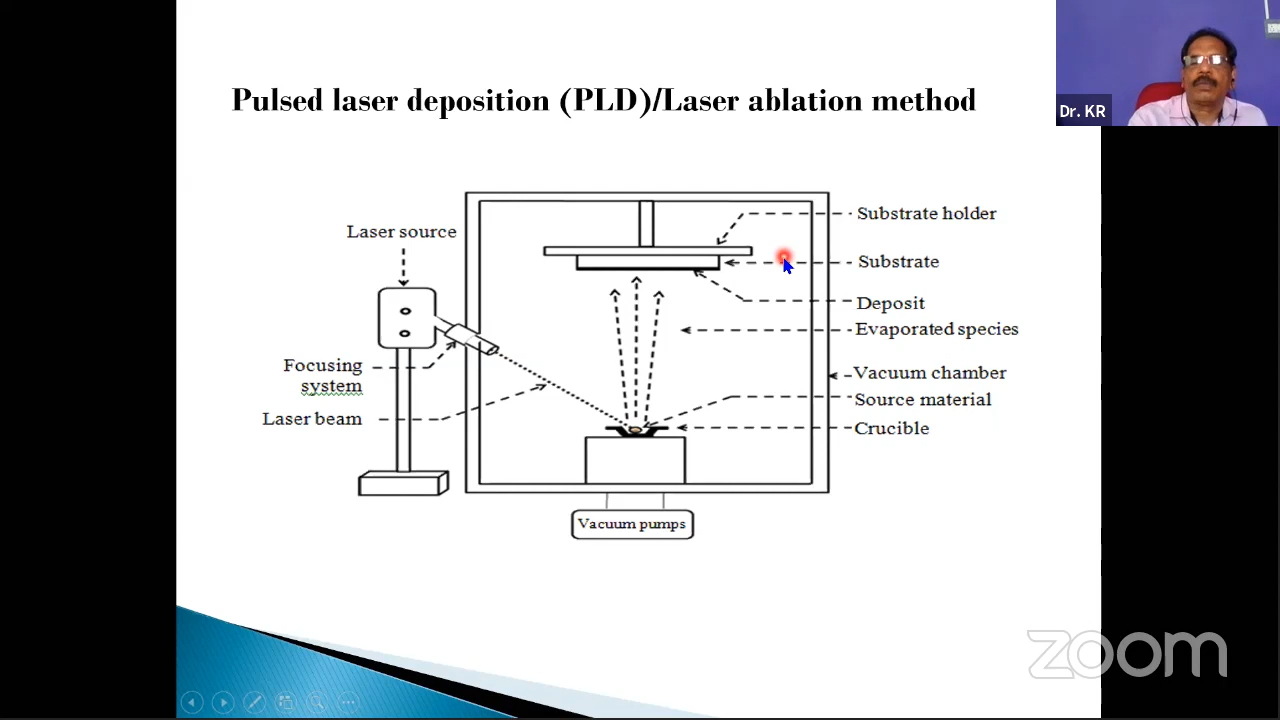 Pulsed laser deposition (PLD)/Laser ablation method
Dr. KR
Laser source
Focusing
system
Laser beam
Substrate holder
Substrate
Deposit
Evaporated species
Vacuum chamber
Source material
Crucible
Vacuum pumps
zoom